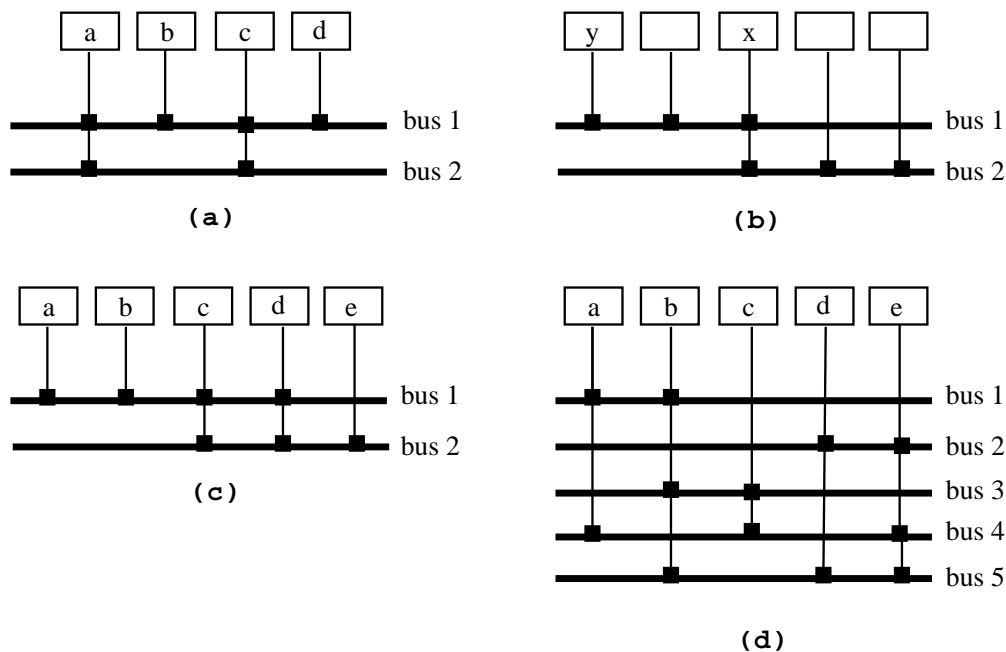 a b c d
bus 1
bus 2
(a)
y x
bus 1
bus 2
(b)
a b c d e
bus 1
bus 2
(c)
a b c d e
bus 1
bus 2
bus 3
bus 4
bus 5
(d)